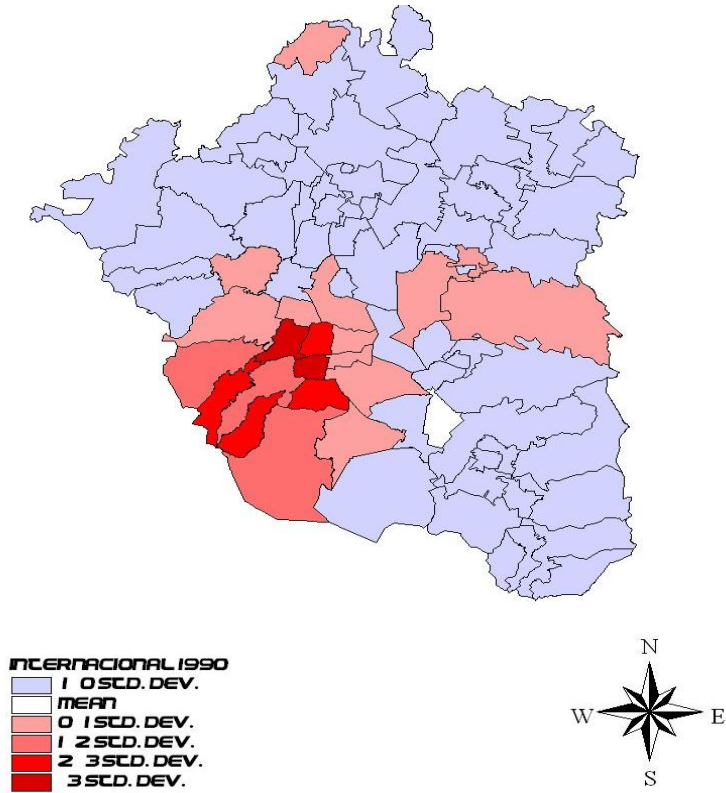 INTERNACIONAL 1990
1 0 STD. DEV.
MEAN
0 1 STD. DEV.
1 2 STD. DEV.
2 3 STD. DEV.
3 STD. DEV.
N
W E
S